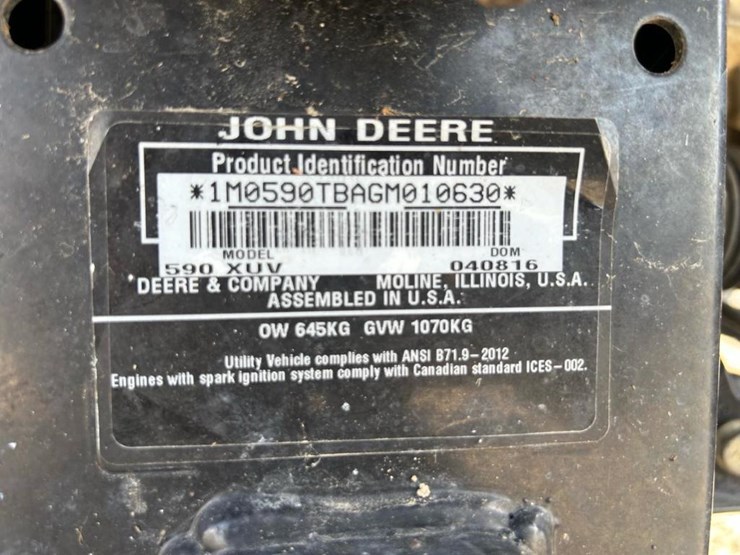 JOHN DEERE
Product Identification Number
*1M0590TBAGM010630*
MODEL DOM
590 XUV 040816
*DEERE & COMPANY MOLINE, ILLINOIS, U.S.A.
ASSEMBLED IN U.S.A.
OW 645KG GVW 1070KG
Utility Vehicle complies with ANSI B71.9-2012
Engines with spark ignition system comply with Canadian standard ICES-002.